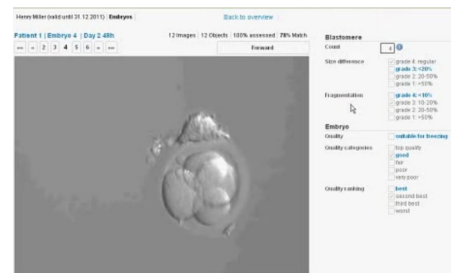 Henry Miller (valid until 31.12.2011) Embryos
Back to overview
Patient 1 | Embryo 4 | Day 2 48h
12 Images | 12 Objects | 100% assessed | 78% Match
2 3 4 5 6
Forward
Blastomere
Count
Size difference
grade 4: regular
grade 3: <20%
grade 2: 20-50%
grade 1: >50%
Fragmentation
grade 4: <10%
grade 3: 10-20%
grade 2: 20-50%
grade 1: >50%
Embryo
Quality
suitable for freezing
Quality categories
top quality
good
fair
poor
very poor
Quality ranking
best
second best
third best
worst